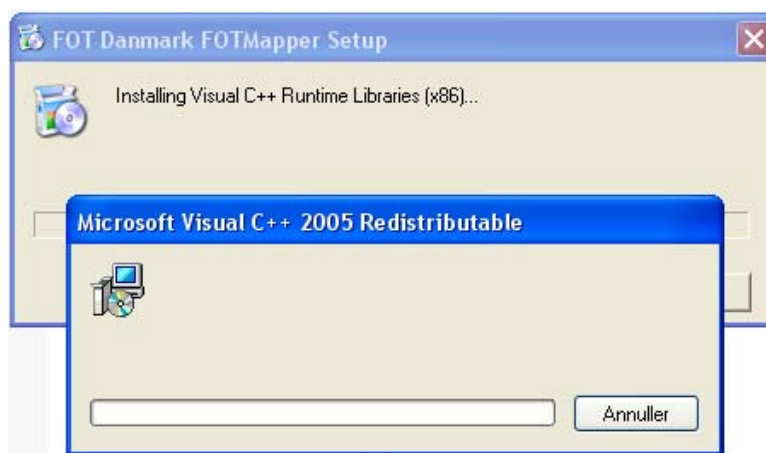 FOT Danmark FOTMapper Setup
Installing Visual C++ Runtime Libraries (x86)...
Microsoft Visual C++ 2005 Redistributable
Annuller